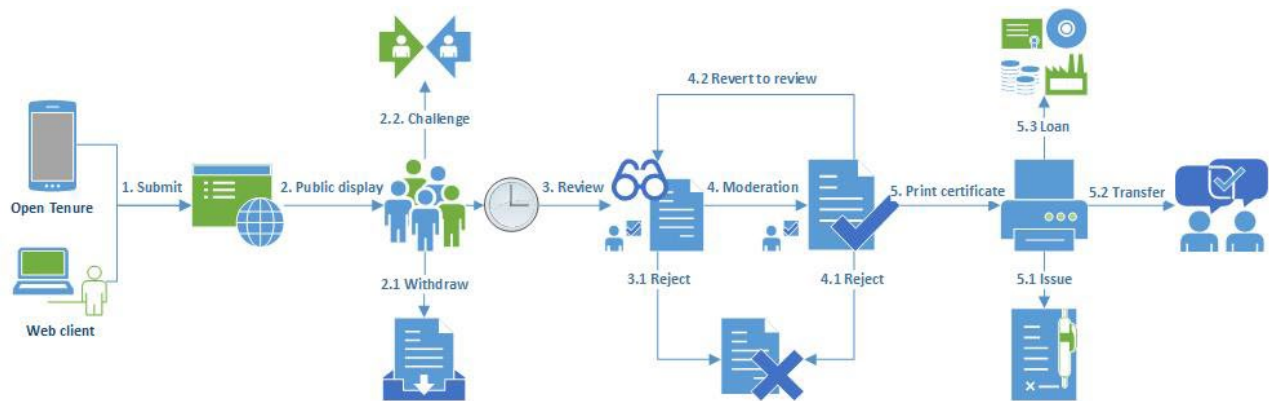 Open Tenure
Web client
1. Submit
2. Public display
2.2. Challenge
2.1 Withdraw
3. Review
3.1 Reject
4. Moderation
4.2 Revert to review
4.1 Reject
5. Print certificate
5.3 Loan
5.2 Transfer
5.1 Issue